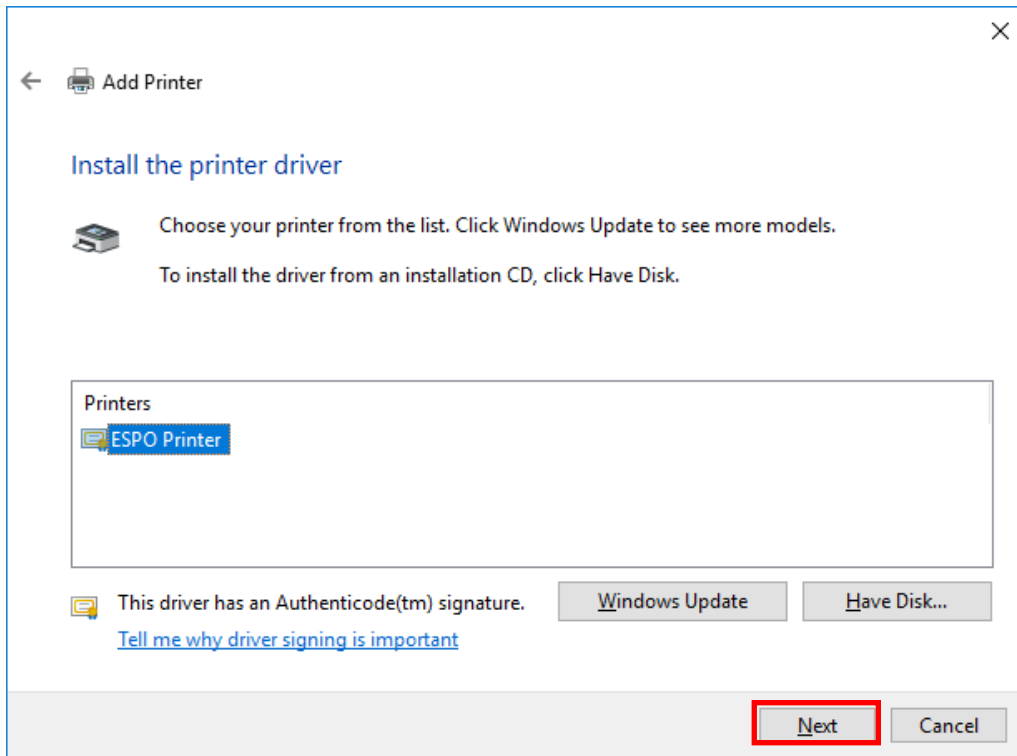 Add Printer
Install the printer driver
Choose your printer from the list. Click Windows Update to see more models.
To install the driver from an installation CD, click Have Disk.
Printers
ESPO Printer
This driver has an Authenticode(tm) signature.
Windows Update
Have Disk...
Tell me why driver signing is important
Next
Cancel